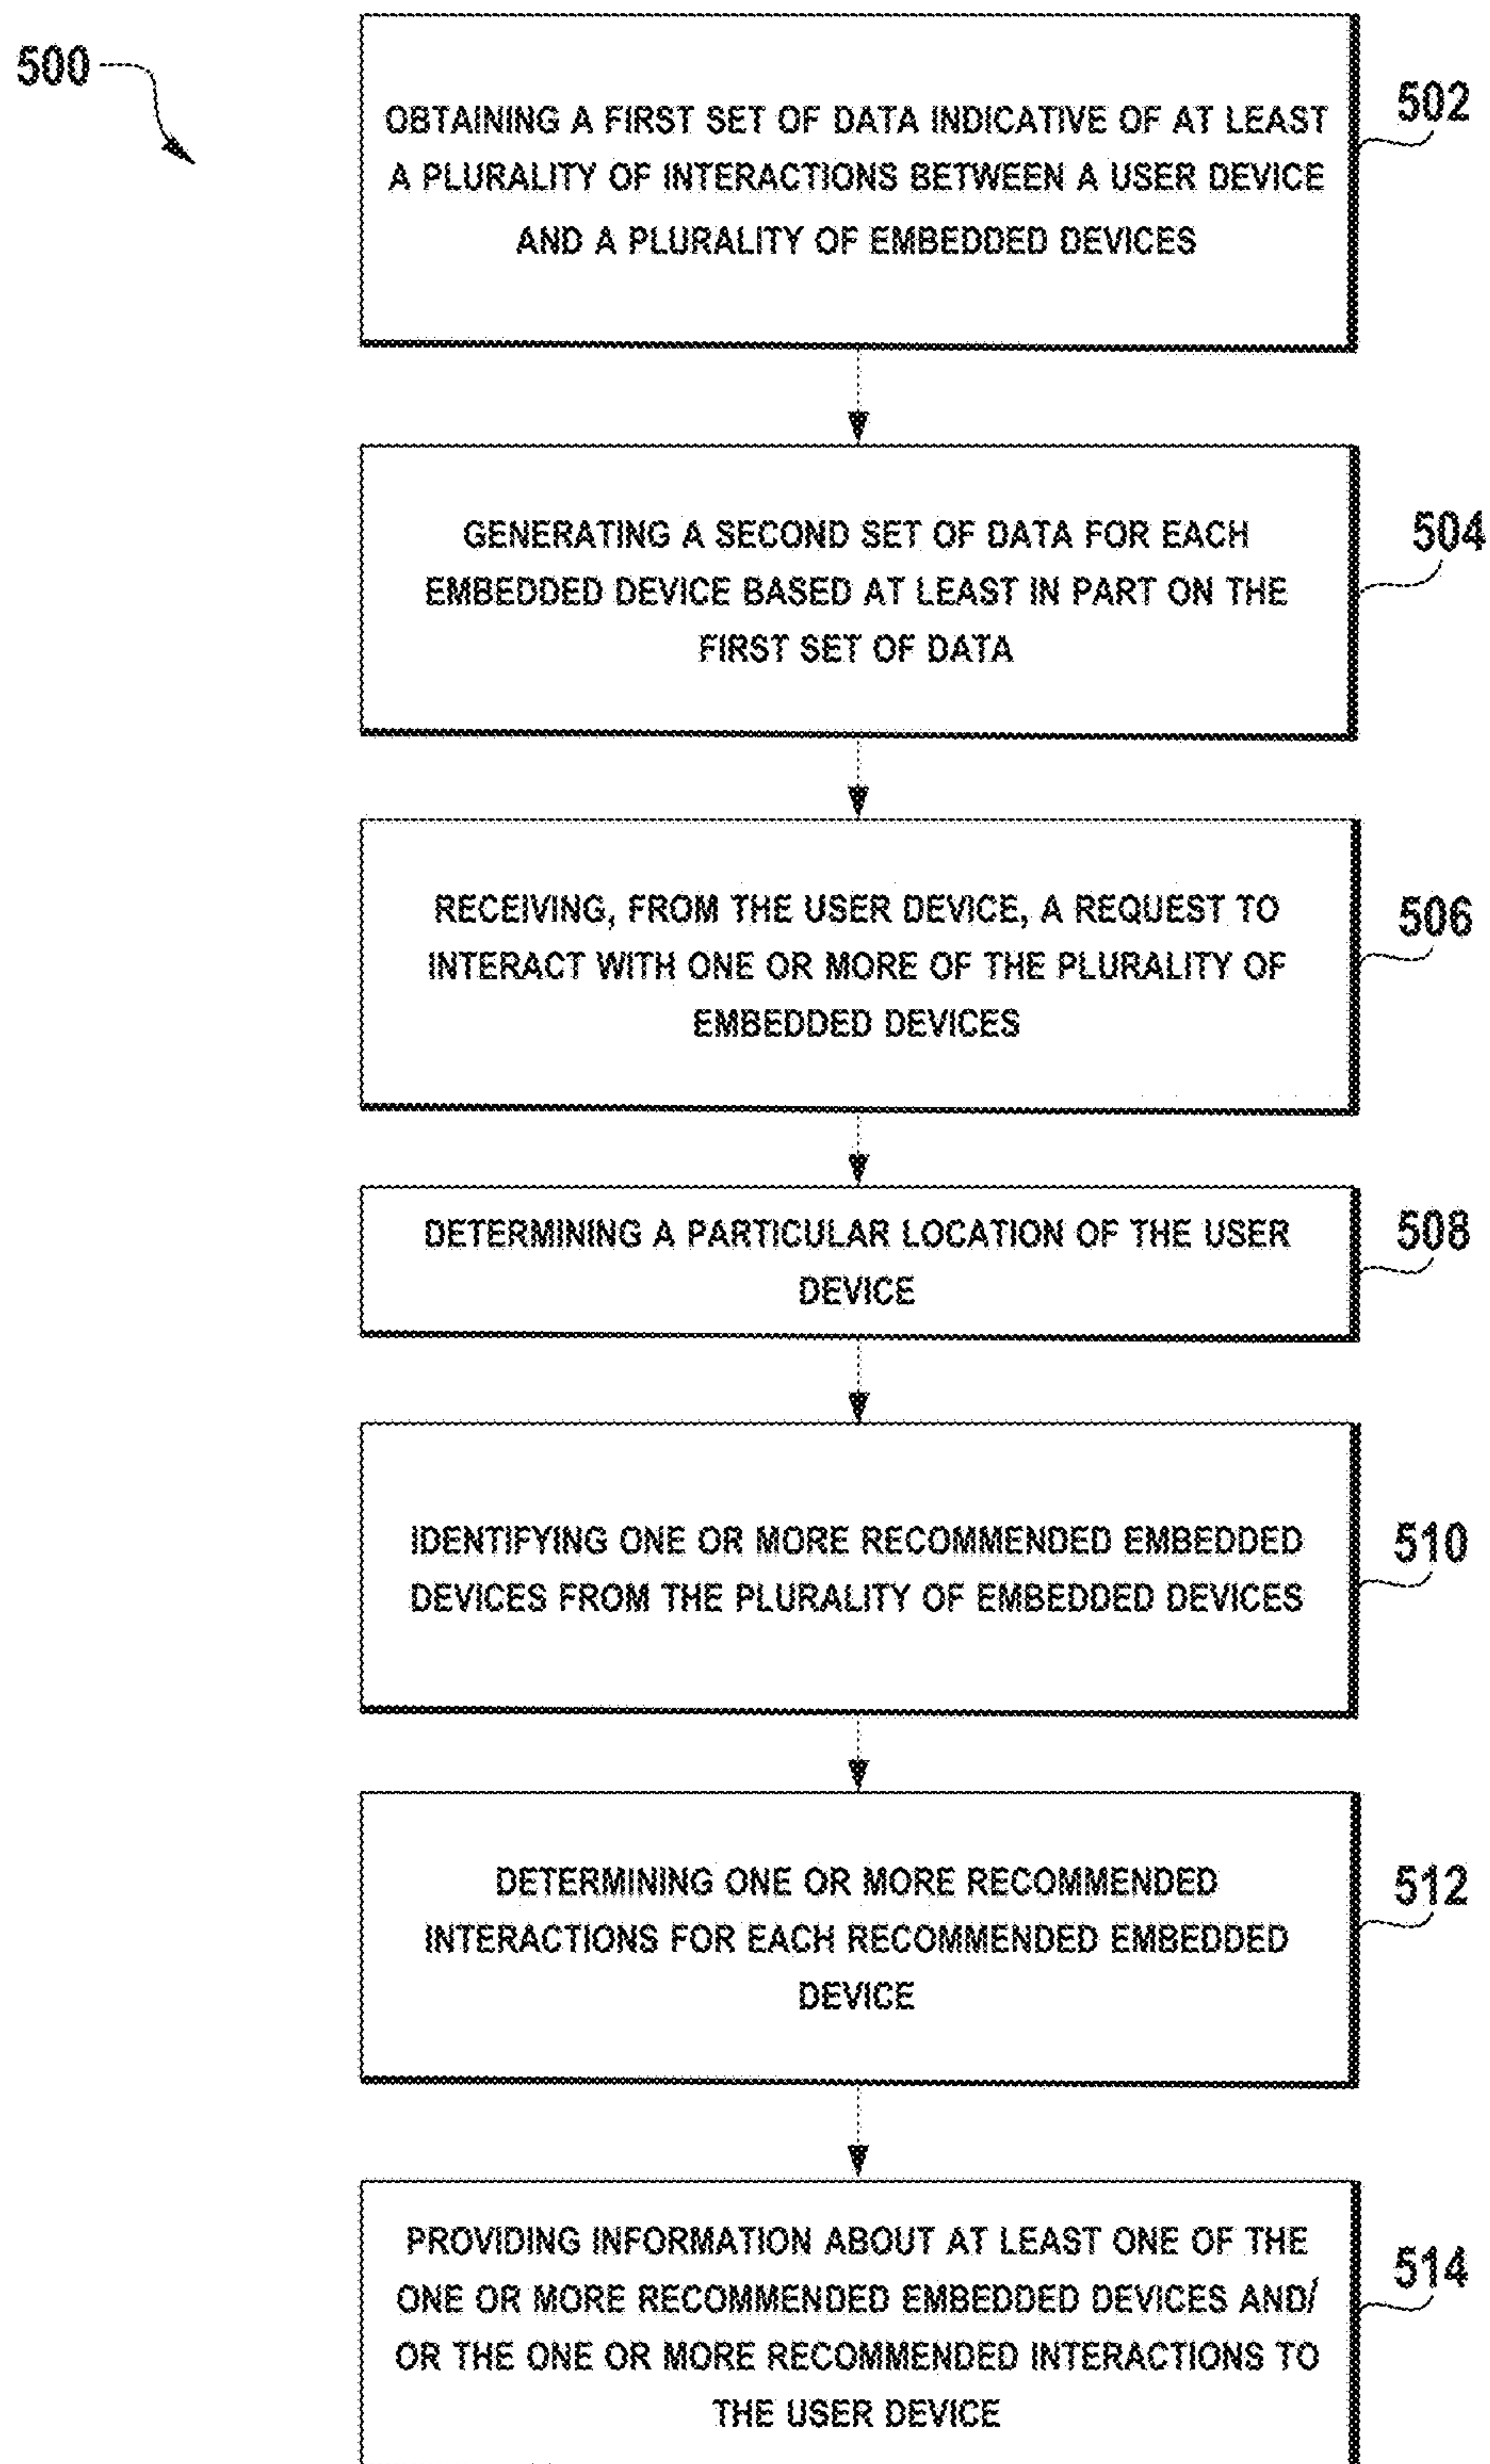 500
OBTAINING A FIRST SET OF DATA INDICATIVE OF AT LEAST
A PLURALITY OF INTERACTIONS BETWEEN A USER DEVICE
AND A PLURALITY OF EMBEDDED DEVICES
502
GENERATING A SECOND SET OF DATA FOR EACH
EMBEDDED DEVICE BASED AT LEAST IN PART ON THE
FIRST SET OF DATA
504
RECEIVING, FROM THE USER DEVICE, A REQUEST TO
INTERACT WITH ONE OR MORE OF THE PLURALITY OF
EMBEDDED DEVICES
506
DETERMINING A PARTICULAR LOCATION OF THE USER
DEVICE
508
IDENTIFYING ONE OR MORE RECOMMENDED EMBEDDED
DEVICES FROM THE PLURALITY OF EMBEDDED DEVICES
510
DETERMINING ONE OR MORE RECOMMENDED
INTERACTIONS FOR EACH RECOMMENDED EMBEDDED
DEVICE
512
PROVIDING INFORMATION ABOUT AT LEAST ONE OF THE
ONE OR MORE RECOMMENDED EMBEDDED DEVICES AND/
OR THE ONE OR MORE RECOMMENDED INTERACTIONS TO
THE USER DEVICE
514